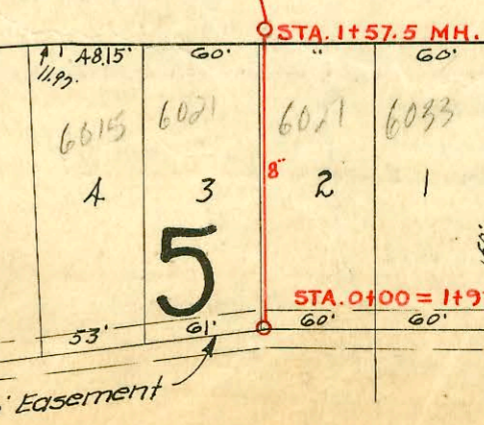 STA. 1+57.5 MH.
48.15' 60' " 60'
11.97
6015 6021 6027 6033
8"
4 3 2 1
5
STA. 0+00 = 1+9
53' 61' 60' 60'
Easement